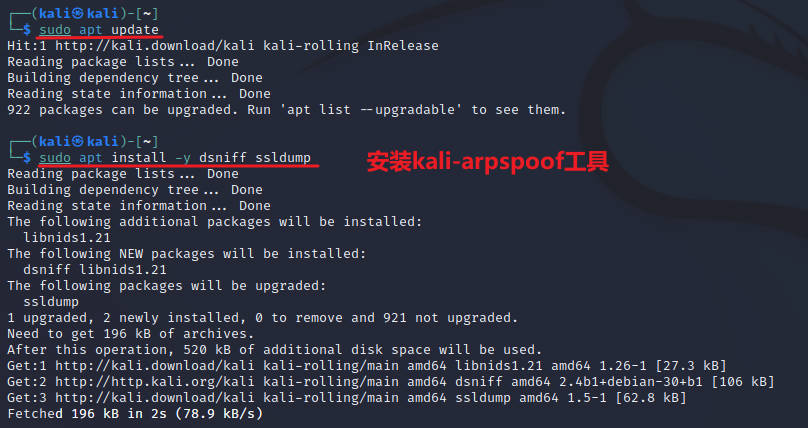 ┌──(kali㉿kali)-[~]
└─$ sudo apt update
Hit:1 http://kali.download/kali kali-rolling InRelease
Reading package lists... Done
Building dependency tree... Done
Reading state information... Done
922 packages can be upgraded. Run 'apt list --upgradable' to see them.
┌──(kali㉿kali)-[~]
└─$ sudo apt install -y dsniff ssldump
安装kali-arpspoof工具
Reading package lists... Done
Building dependency tree... Done
Reading state information... Done
The following additional packages will be installed:
libnids1.21
The following NEW packages will be installed:
dsniff libnids1.21
The following packages will be upgraded:
ssldump
1 upgraded, 2 newly installed, 0 to remove and 921 not upgraded.
Need to get 196 kB of archives.
After this operation, 520 kB of additional disk space will be used.
Get:1 http://kali.download/kali kali-rolling/main amd64 libnids1.21 amd64 1.26-1 [27.3 kB]
Get:2 http://http.kali.org/kali kali-rolling/main amd64 dsniff amd64 2.4b1+debian-30+b1 [106 kB]
Get:3 http://kali.download/kali kali-rolling/main amd64 ssldump amd64 1.5-1 [62.8 kB]
Fetched 196 kB in 2s (78.9 kB/s)